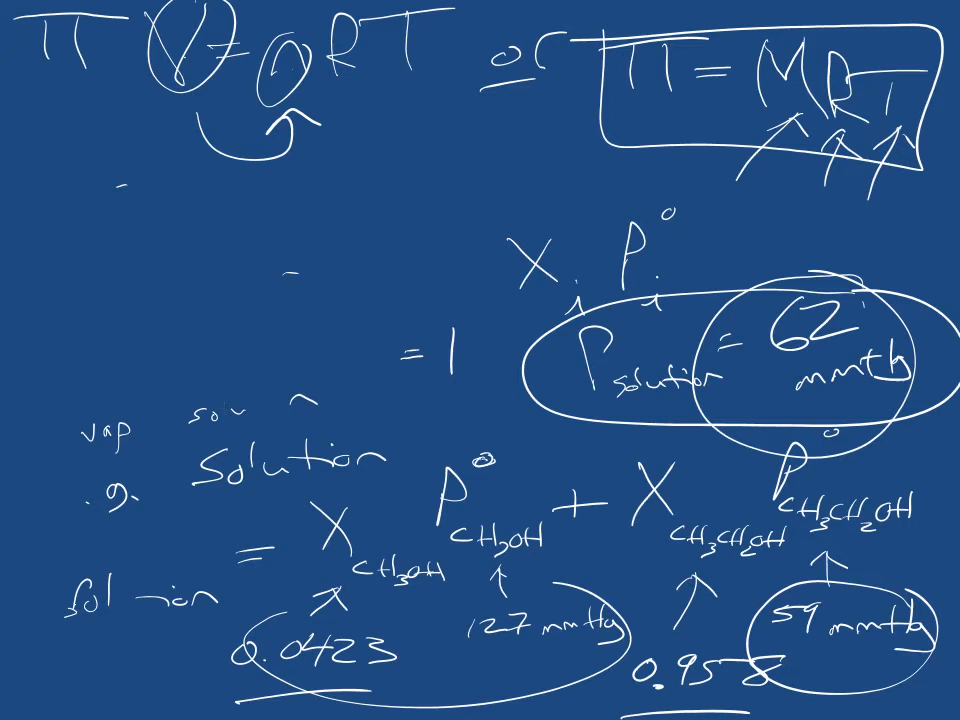 π V = n R T or π = MRT
X i P i °
P solution = 62 mmHg
= 1
vap
Solution
= X CH3OH P° CH3OH + X CH3CH2OH P° CH3CH2OH
0.0423 127 mmHg 0.958 59 mmHg